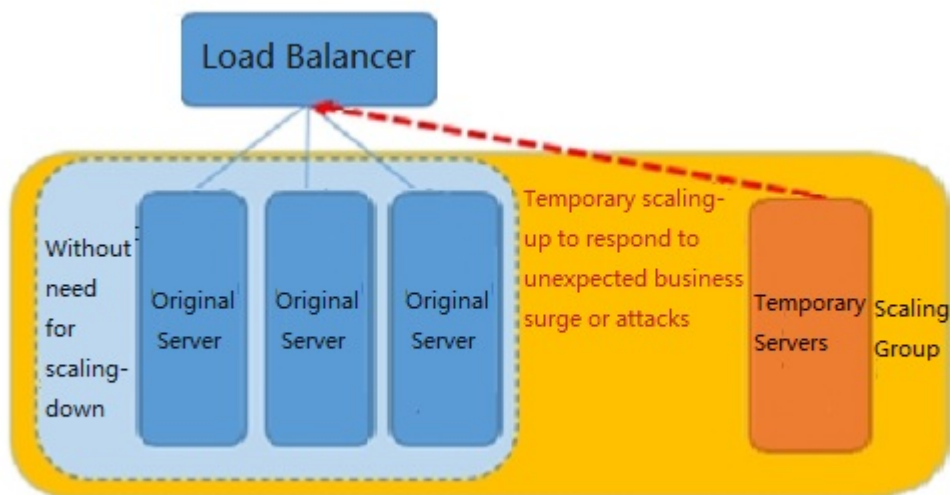 Load Balancer
Without
need
for
scaling-
down
Original
Server
Original
Server
Original
Server
Temporary scaling-
up to respond to
unexpected business
surge or attacks
Temporary
Servers
Scaling
Group